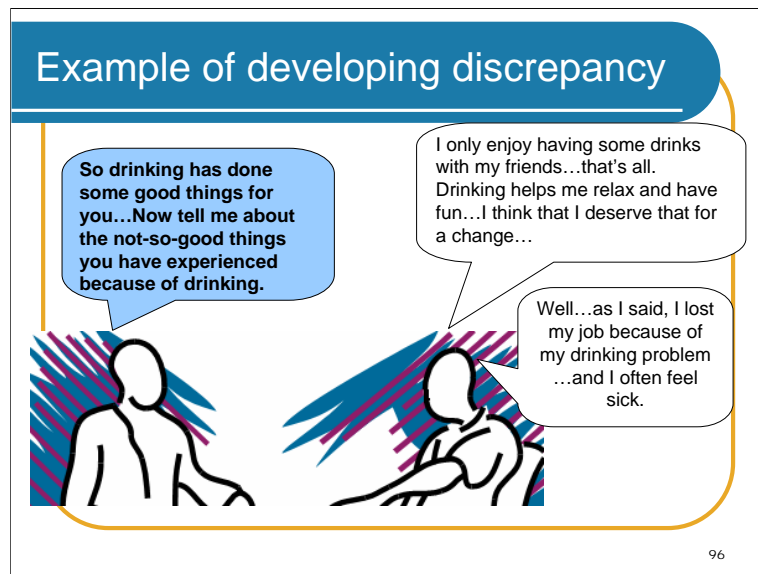 Example of developing discrepancy
I only enjoy having some drinks
with my friends…that's all.
Drinking helps me relax and have
fun…I think that I deserve that for
a change…
So drinking has done
some good things for
you…Now tell me about
the not-so-good things
you have experienced
because of drinking.
Well…as I said, I lost
my job because of
my drinking problem
…and I often feel
sick.
96